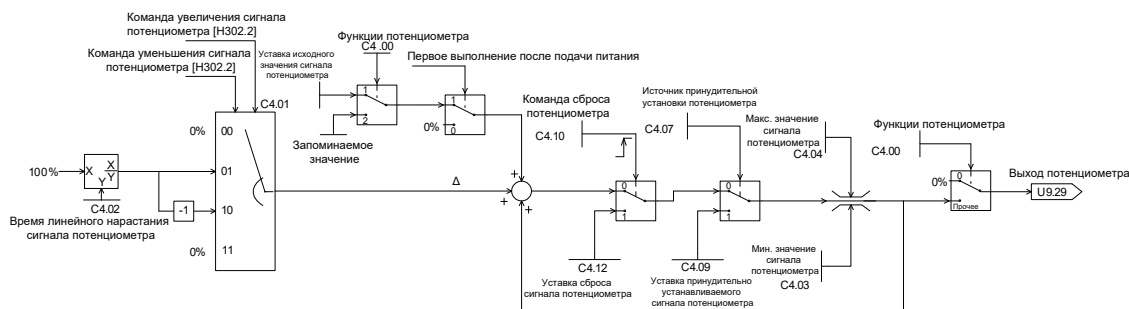 Команда увеличения сигнала
потенциометра [H302.2]
Команда уменьшения сигнала
потенциометра [H302.2]
C4.01
0%
00
01
10
11
0%
100%
X
Y
X
Y
-1
C4.02
Время линейного нарастания
сигнала потенциометра
Функции потенциометра
C4 .00
Уставка исходного
значения сигнала
потенциометра
1
2
Запоминаемое
значение
Первое выполнение после подачи питания
1
0
0%
Δ
+
+
+
Команда сброса
потенциометра
C4.10
0
1
C4.12
Уставка сброса
сигнала потенциометра
Источник принудительной
установки потенциометра
C4.07
0
1
C4.09
Уставка принудительно
устанавливаемого
сигнала потенциометра
Макс. значение
сигнала
потенциометра
C4.04
Мин. значение
сигнала
потенциометра
C4.03
Функции потенциометра
C4.00
0%
0
Прочее
Выход потенциометра
U9.29